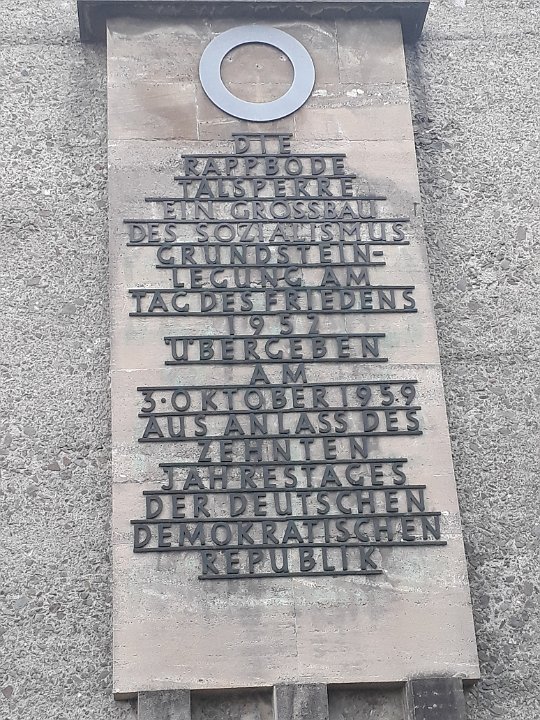 DIE
RAPPBODE
TALSPERRE
EIN GROSSBAU
DES SOZIALISMUS
GRUNDSTEIN-
LEGUNG AM
TAG DES FRIEDENS
1952
ÜBERGEBEN
AM
3·OKTOBER 1959
AUS ANLASS DES
ZEHNTEN
JAHRESTAGES
DER DEUTSCHEN
DEMOKRATISCHEN
REPUBLIK